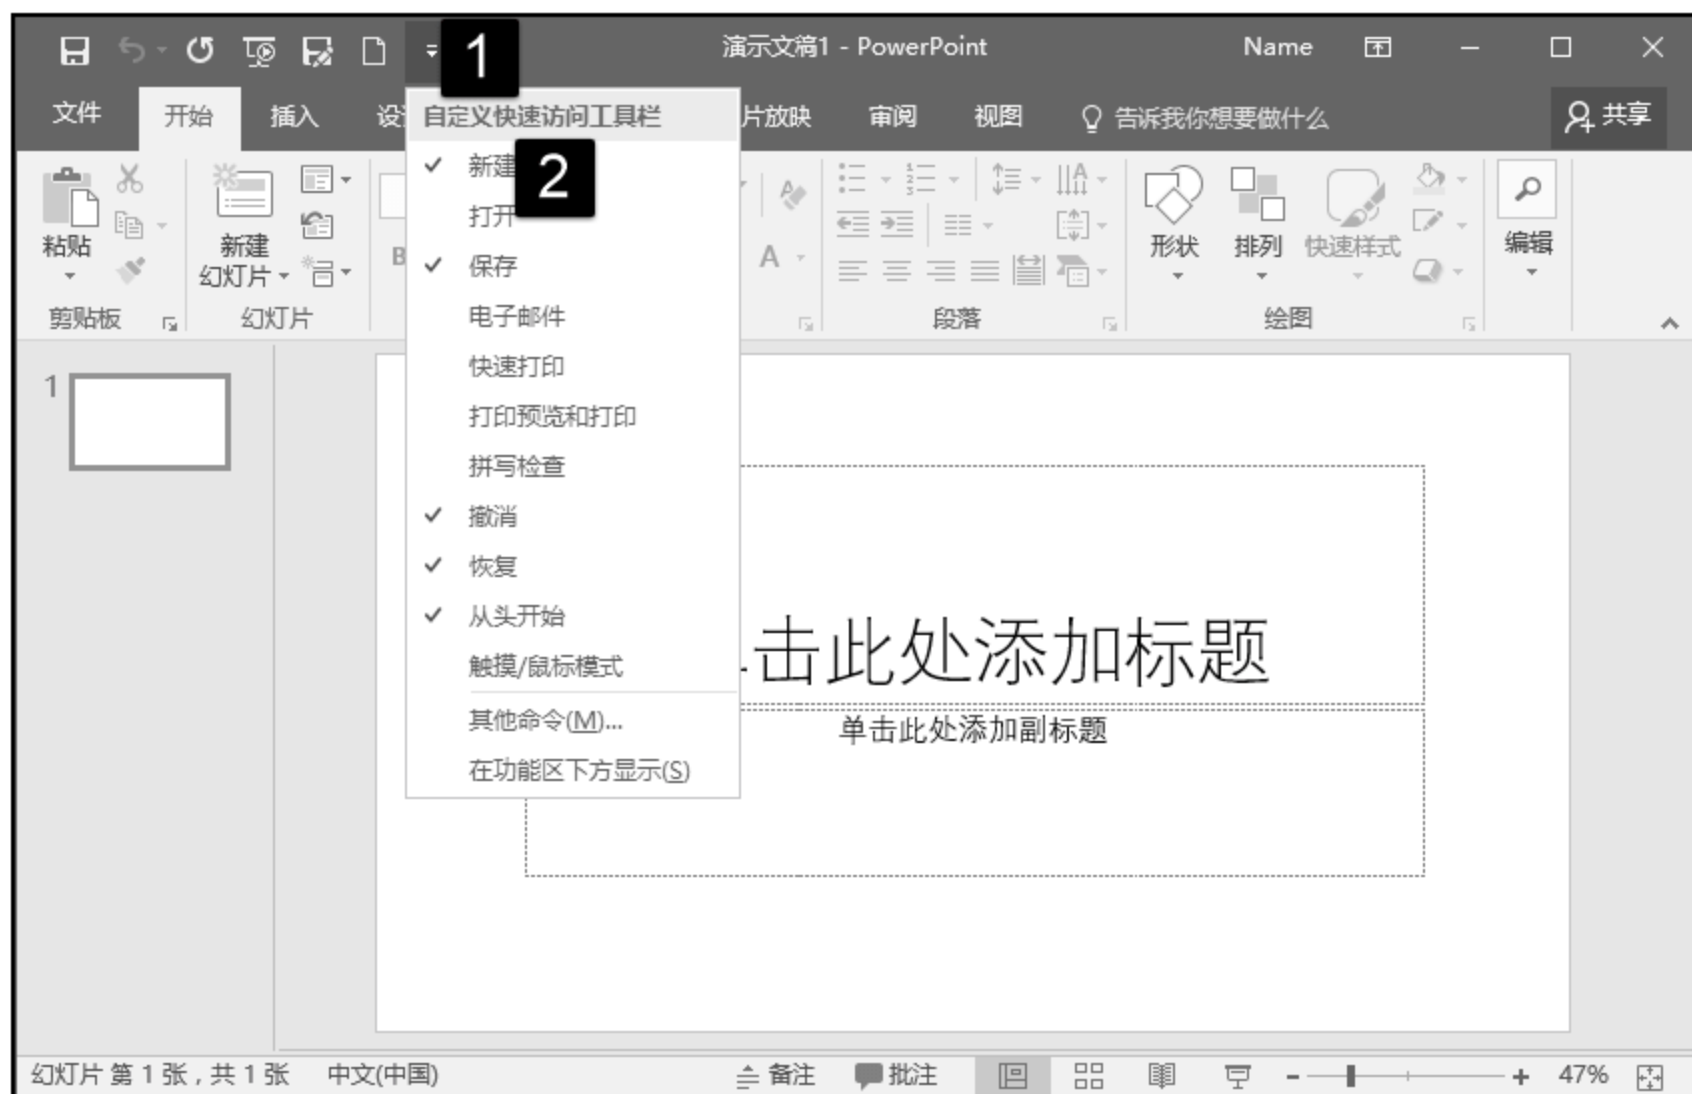 1
演示文稿1 - PowerPoint
Name
文件
开始
插入
片放映
审阅
视图
告诉我你想要做什么
共享
自定义快速访问工具栏
新建
2
打开
保存
电子邮件
快速打印
打印预览和打印
拼写检查
撤消
恢复
从头开始
触摸/鼠标模式
其他命令(M)...
在功能区下方显示(S)
粘贴
新建
幻灯片
B
A
形状
排列
快速样式
编辑
剪贴板
幻灯片
段落
绘图
1
击此处添加标题
单击此处添加副标题
幻灯片 第 1 张，共 1 张
中文(中国)
备注
批注
47%